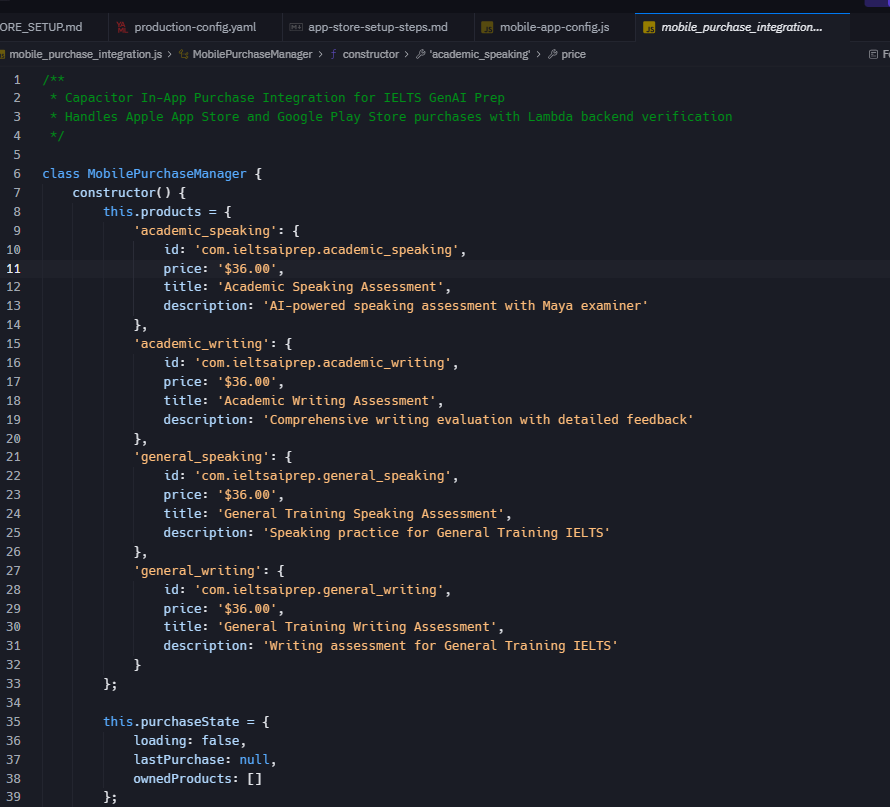 ORE_SETUP.md
production-config.yaml
app-store-setup-steps.md
mobile-app-config.js
mobile_purchase_integration...
mobile_purchase_integration.js > MobilePurchaseManager > constructor > 'academic_speaking' > price
1 /**
2  * Capacitor In-App Purchase Integration for IELTS GenAI Prep
3  * Handles Apple App Store and Google Play Store purchases with Lambda backend verification
4  */
5
6 class MobilePurchaseManager {
7     constructor() {
8         this.products = {
9             'academic_speaking': {
10                 id: 'com.ieltsaiprep.academic_speaking',
11                 price: '$36.00',
12                 title: 'Academic Speaking Assessment',
13                 description: 'AI-powered speaking assessment with Maya examiner'
14             },
15             'academic_writing': {
16                 id: 'com.ieltsaiprep.academic_writing',
17                 price: '$36.00',
18                 title: 'Academic Writing Assessment',
19                 description: 'Comprehensive writing evaluation with detailed feedback'
20             },
21             'general_speaking': {
22                 id: 'com.ieltsaiprep.general_speaking',
23                 price: '$36.00',
24                 title: 'General Training Speaking Assessment',
25                 description: 'Speaking practice for General Training IELTS'
26             },
27             'general_writing': {
28                 id: 'com.ieltsaiprep.general_writing',
29                 price: '$36.00',
30                 title: 'General Training Writing Assessment',
31                 description: 'Writing assessment for General Training IELTS'
32             }
33         };
34
35         this.purchaseState = {
36             loading: false,
37             lastPurchase: null,
38             ownedProducts: []
39         };